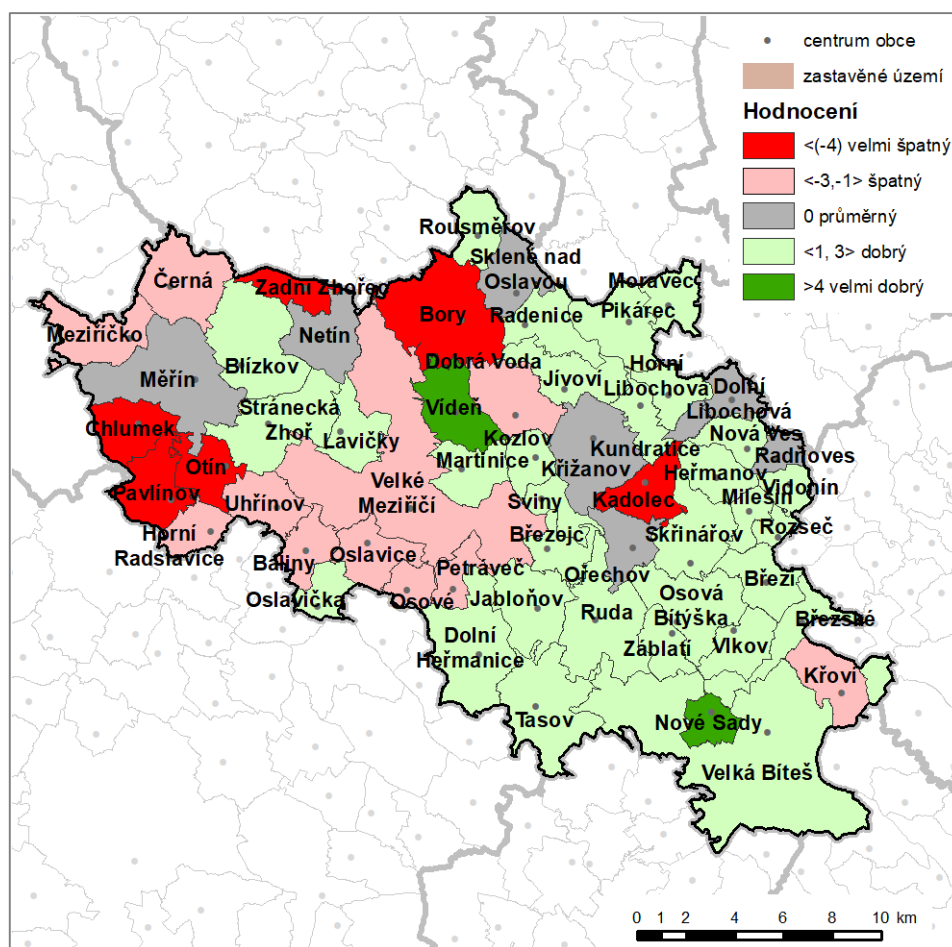 centrum obce
zastavěné území
Hodnocení
<(-4) velmi špatný
<-3,-1> špatný
0 průměrný
<1, 3> dobrý
>4 velmi dobrý
Rousměrov
Sklené nad
Oslavou
Moravec
Pikárec
Černá
Zadní Zhořec
Bory
Radenice
Meziříčko
Netín
Dobrá Voda
Horní
Libochová
Blízkov
Jívoví
Dolní
Libochová
Měřín
Stránecká
Zhoř
Vídeň
Chlumek
Lavičky
Kozlov
Kundratice
Nová Ves
Martinice
Křižanov
Heřmanov
Radňoves
Otín
Velké
Meziříčí
Vidonín
Pavlínov
Uhřínov
Sviny
Kadolec
Milešín
Horní
Radslavice
Březejc
Skřinářov
Rozseč
Oslavice
Baliny
Petráveč
Ořechov
Březí
Oslavička
Osové
Jabloňov
Ruda
Osová
Bítýška
Březské
Dolní
Heřmanice
Záblatí
Vlkov
Křoví
Tasov
Nové Sady
Velká Bíteš
0 1 2 4 6 8 10 km